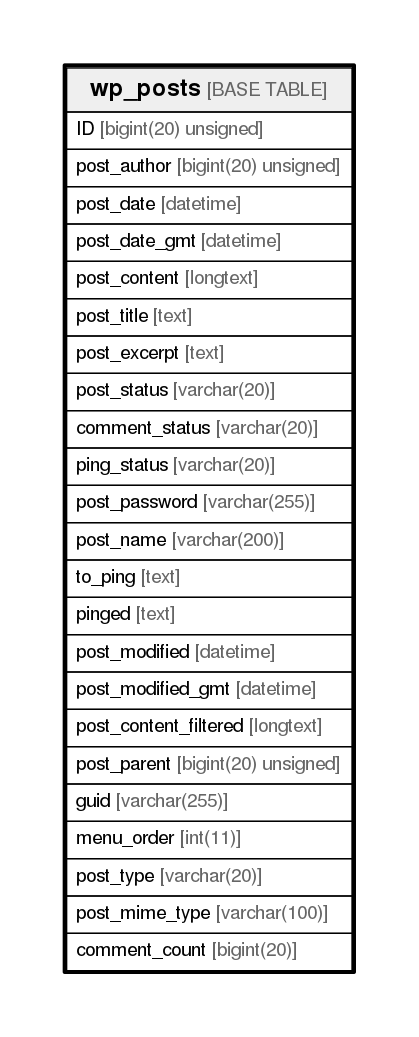 wp_posts [BASE TABLE]
ID [bigint(20) unsigned]
post_author [bigint(20) unsigned]
post_date [datetime]
post_date_gmt [datetime]
post_content [longtext]
post_title [text]
post_excerpt [text]
post_status [varchar(20)]
comment_status [varchar(20)]
ping_status [varchar(20)]
post_password [varchar(255)]
post_name [varchar(200)]
to_ping [text]
pinged [text]
post_modified [datetime]
post_modified_gmt [datetime]
post_content_filtered [longtext]
post_parent [bigint(20) unsigned]
guid [varchar(255)]
menu_order [int(11)]
post_type [varchar(20)]
post_mime_type [varchar(100)]
comment_count [bigint(20)]